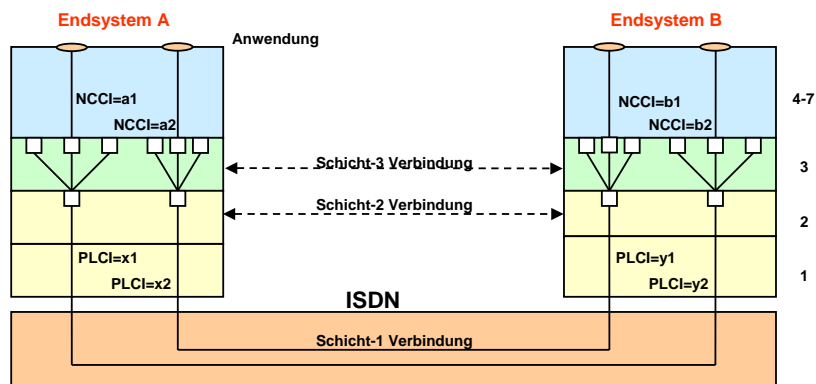 Endsystem A
Endsystem B
Anwendung
NCCI=a1
NCCI=a2
NCCI=b1
NCCI=b2
4-7
Schicht-3 Verbindung
3
Schicht-2 Verbindung
2
PLCI=x1
PLCI=x2
PLCI=y1
PLCI=y2
1
ISDN
Schicht-1 Verbindung